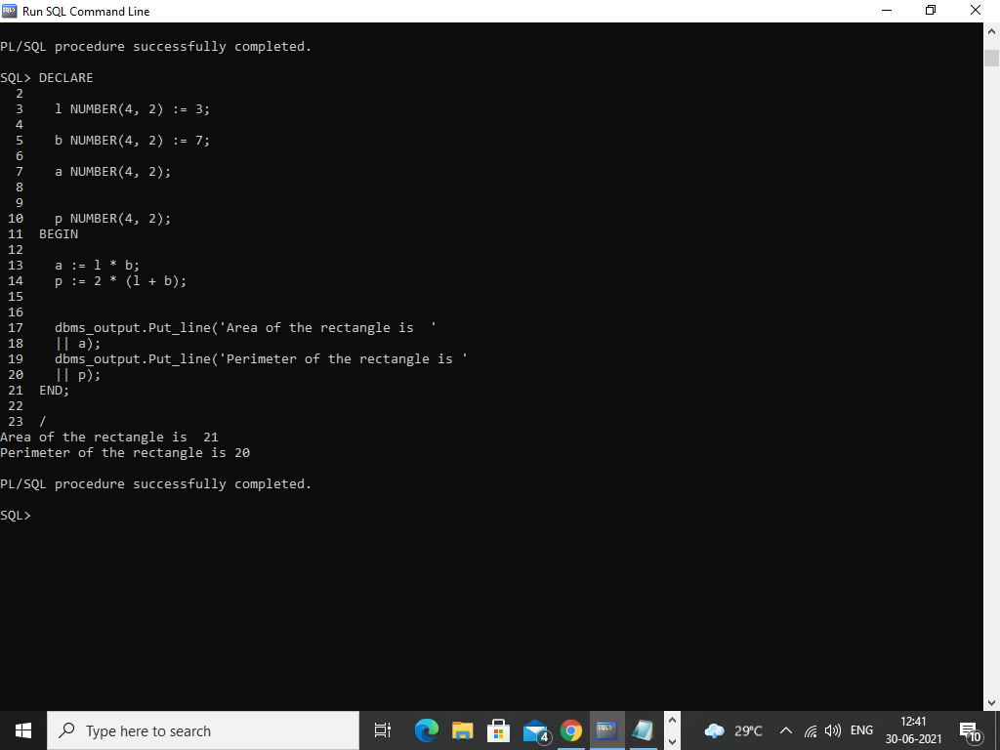 Run SQL Command Line
PL/SQL procedure successfully completed.
SQL> DECLARE
2
3    l NUMBER(4, 2) := 3;
4
5    b NUMBER(4, 2) := 7;
6
7    a NUMBER(4, 2);
8
9
10    p NUMBER(4, 2);
11  BEGIN
12
13    a := l * b;
14    p := 2 * (l + b);
15
16
17    dbms_output.Put_line('Area of the rectangle is  '
18    || a);
19    dbms_output.Put_line('Perimeter of the rectangle is '
20    || p);
21  END;
22
23  /
Area of the rectangle is  21
Perimeter of the rectangle is 20
PL/SQL procedure successfully completed.
SQL>
Type here to search
4
SQL>
29°C
ENG
12:41
30-06-2021
10